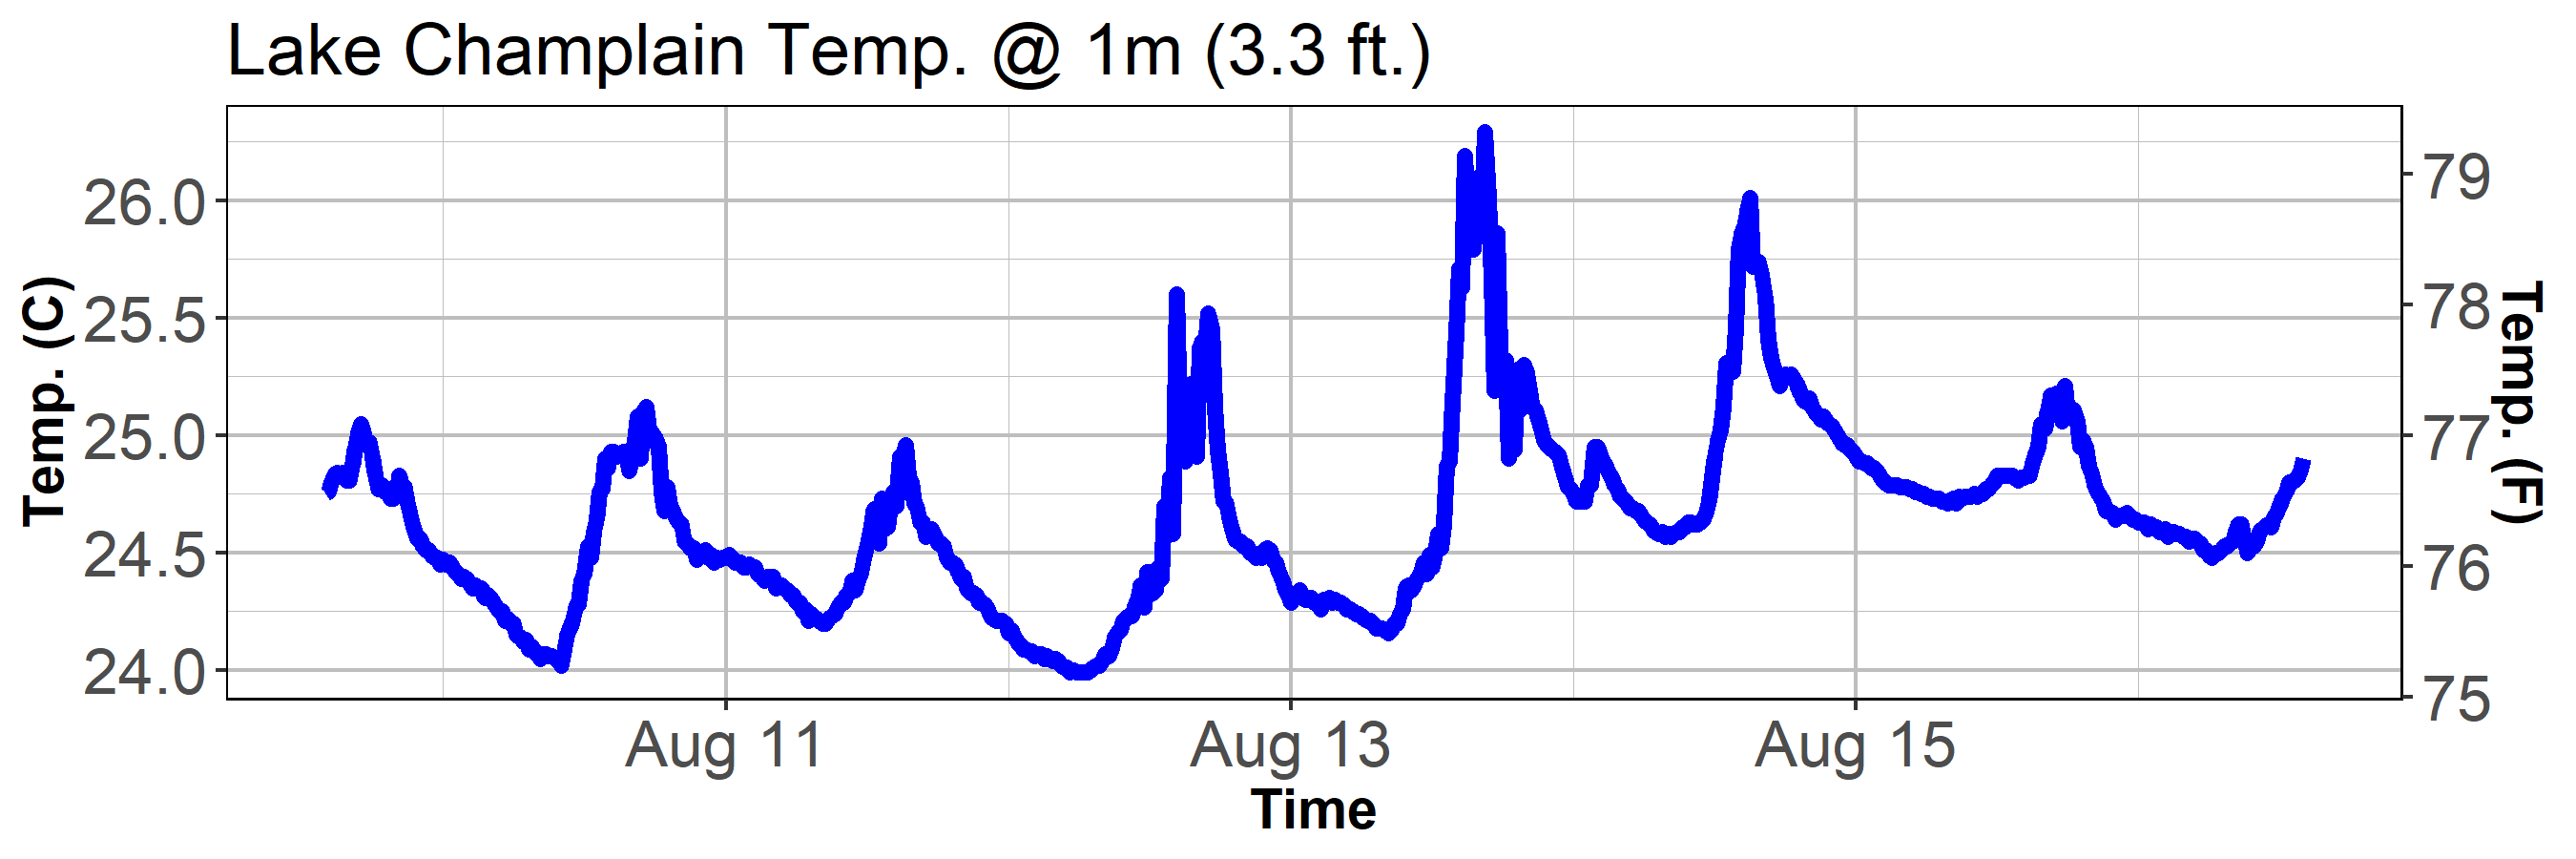 Lake Champlain Temp. @ 1m (3.3 ft.)
Temp. (C)
26.0
25.5
25.0
24.5
24.0
79
78
77
76
75
Temp. (F)
Aug 11
Aug 13
Aug 15
Time